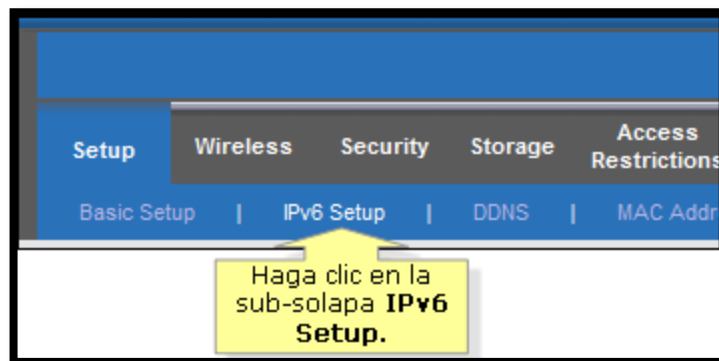 Setup Wireless Security Storage Access Restrictions
Basic Setup | IPv6 Setup | DDNS | MAC Addr
Haga clic en la
sub-solapa IPv6
Setup.